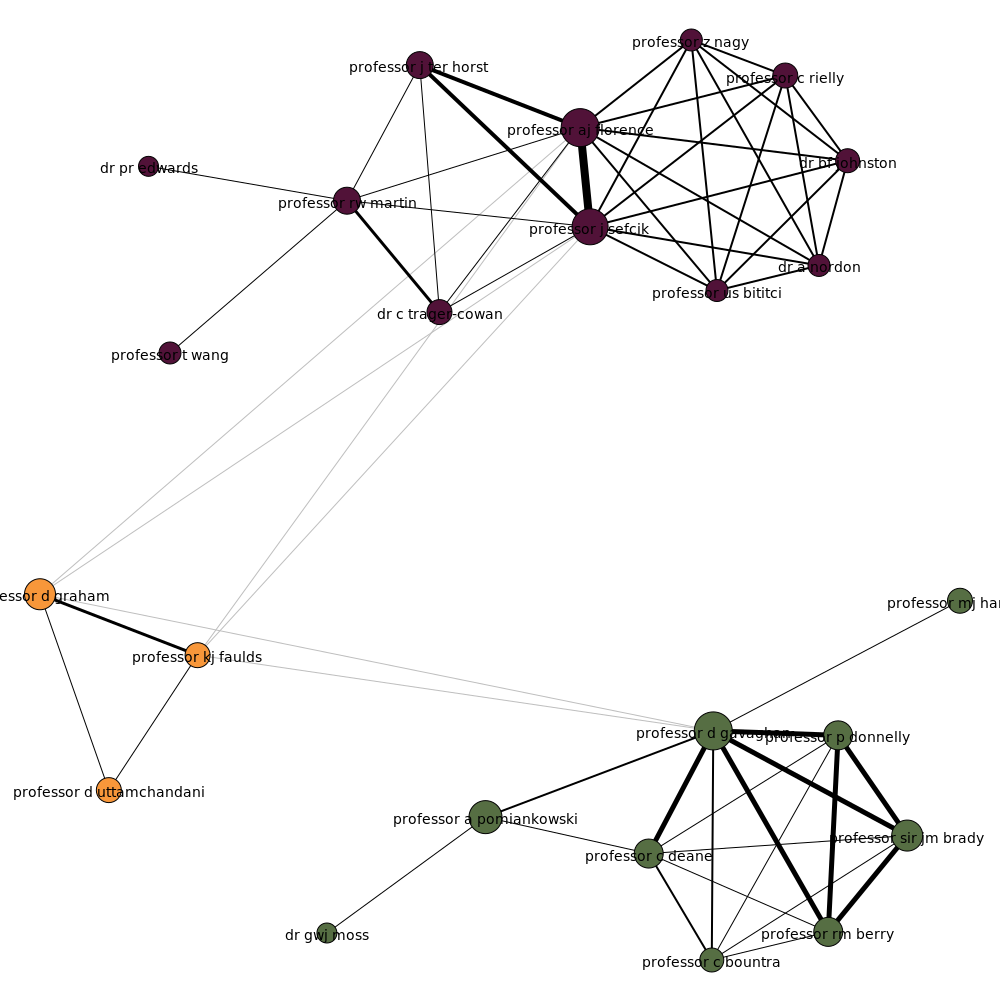 professor z nagy
professor j ter horst
professor c rielly
professor aj florence
dr pr edwards
dr bf johnston
professor rw martin
professor j sefcik
dr a nordon
professor us bititci
dr c trager-cowan
professor t wang
essor d graham
professor mj har
professor kj faulds
professor d gavaghan
professor p donnelly
professor d uttamchandani
professor a pomiankowski
professor sir jm brady
professor c deane
dr gwj moss
professor rm berry
professor c bountra